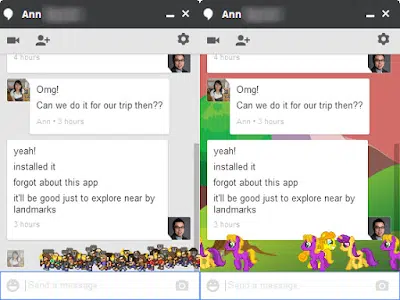 Ann
4 hours
Omg!
Can we do it for our trip then??
Ann • 3 hours
yeah!
installed it
forgot about this app
it'll be good just to explore near by
landmarks
3 hours
Send a message
Ann
4 hours
Omg!
Can we do it for our trip then??
Ann • 3 hours
yeah!
installed it
forgot about this app
it'll be good just to explore near by
landmarks
3 hours
Send a message